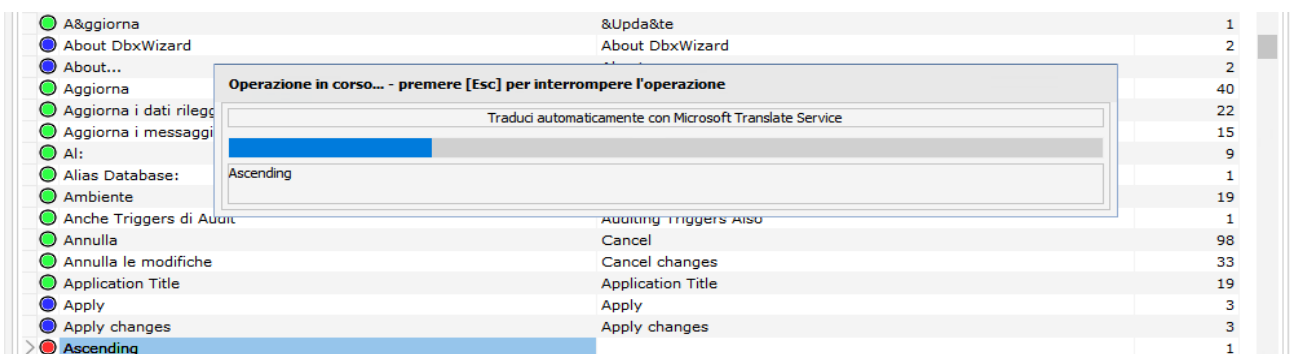 A&ggiorna &Upda&te 1
About DbxWizard About DbxWizard 2
About... 2
Operazione in corso... - premere [Esc] per interrompere l'operazione
Aggiorna 40
Aggiorna i dati rilegg 22
Traduci automaticamente con Microsoft Translate Service
Aggiorna i messaggi 15
Al: 9
Alias Database: 1
Ascending
Ambiente 19
Anche Triggers di Audit Auditing Triggers Also 1
Annulla Cancel 98
Annulla le modifiche Cancel changes 33
Application Title Application Title 19
Apply Apply 3
Apply changes Apply changes 3
Ascending 1